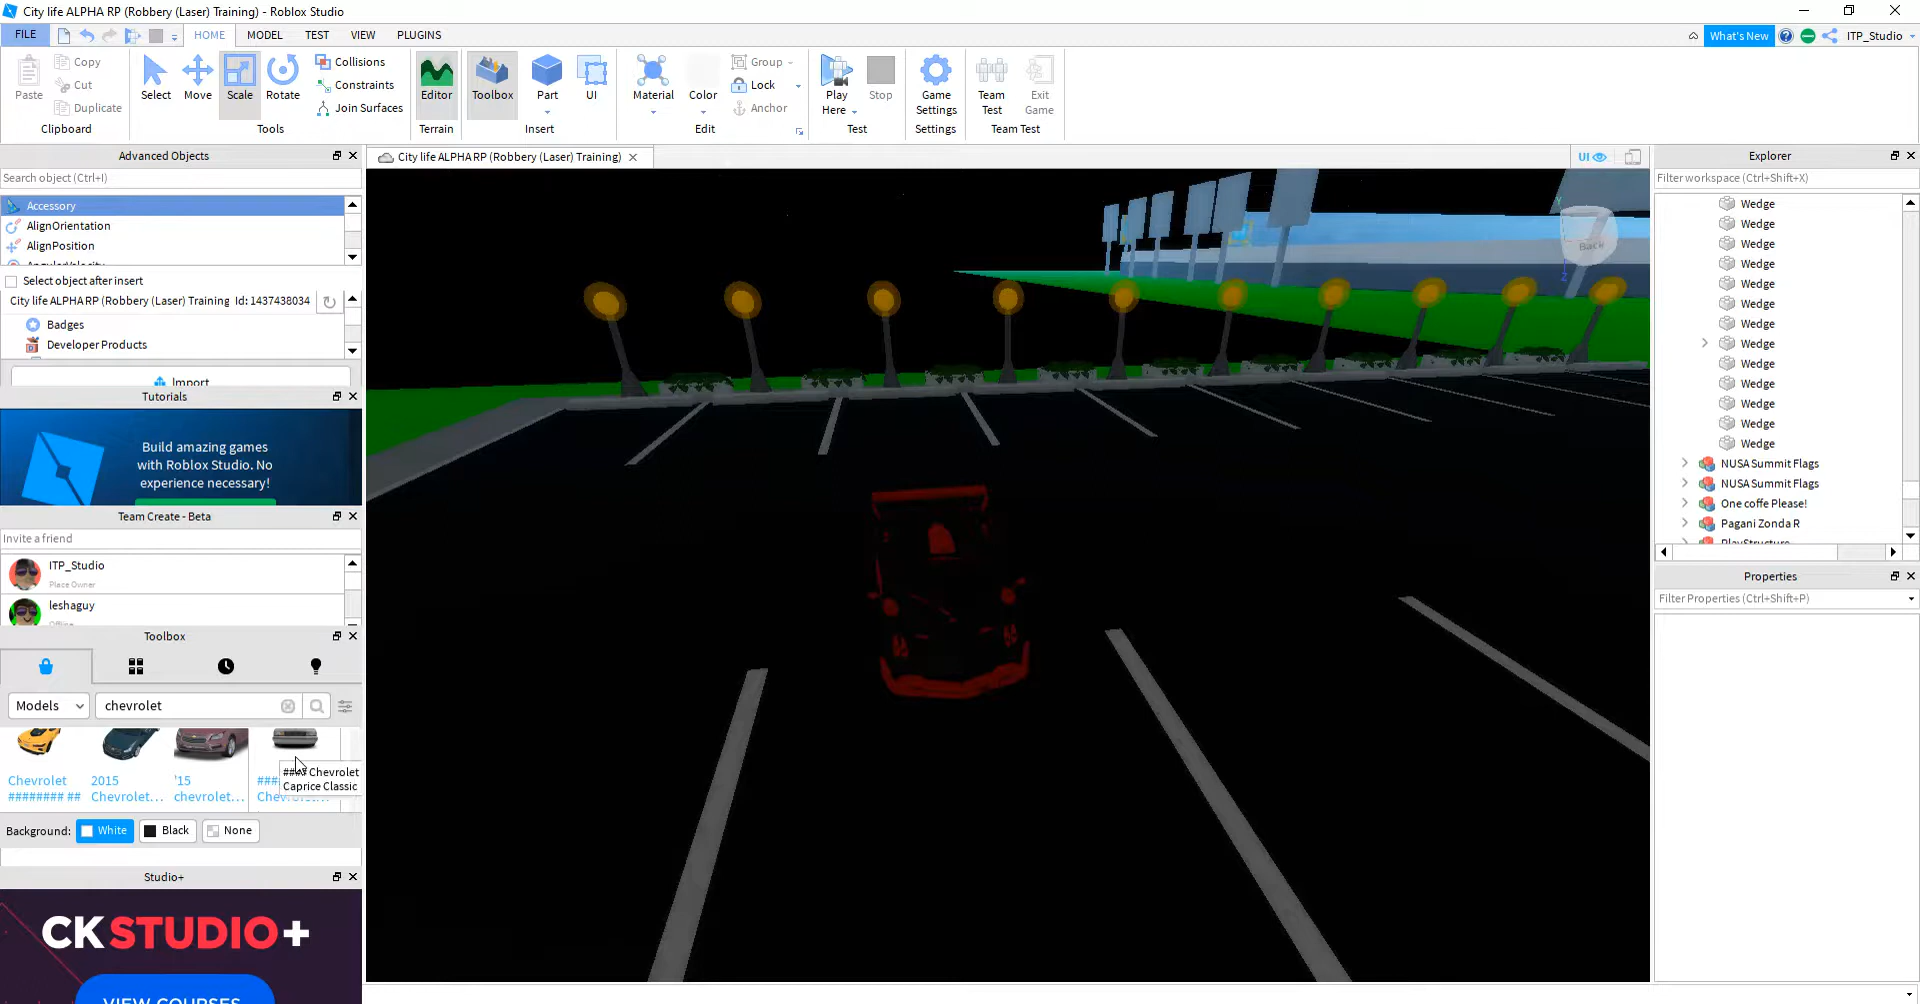 City life ALPHA RP (Robbery (Laser) Training) - Roblox Studio
FILE HOME MODEL TEST VIEW PLUGINS What's New ITP_Studio
Paste Copy Cut Duplicate Clipboard
Select Move Scale Rotate Collisions Constraints Join Surfaces Tools
Editor Terrain
Toolbox Part UI Insert
Material Color Group Lock Anchor Edit
Play Here Stop Test
Game Settings Settings
Team Test Exit Game Team Test
Advanced Objects
Search object (Ctrl+I)
Accessory
AlignOrientation
AlignPosition
Select object after insert
City life ALPHA RP (Robbery (Laser) Training Id: 1437438034
Badges
Developer Products
Import
Tutorials
Build amazing games
with Roblox Studio. No
experience necessary!
Team Create - Beta
Invite a friend
ITP_Studio
Place Owner
leshaguy
Offline
Toolbox
Models chevrolet
Chevrolet
######## ##
2015
Chevrolet...
'15
chevrolet...
#### Chevrolet
Caprice Classic
Background: White Black None
Studio+
CK STUDIO+
VIEW COURSES
City life ALPHA RP (Robbery (Laser) Training)
UI
Back
66
Explorer
Filter workspace (Ctrl+Shift+X)
Wedge
Wedge
Wedge
Wedge
Wedge
Wedge
Wedge
Wedge
Wedge
Wedge
Wedge
Wedge
Wedge
NUSA Summit Flags
NUSA Summit Flags
One coffe Please!
Pagani Zonda R
PlayStructure
Properties
Filter Properties (Ctrl+Shift+P)